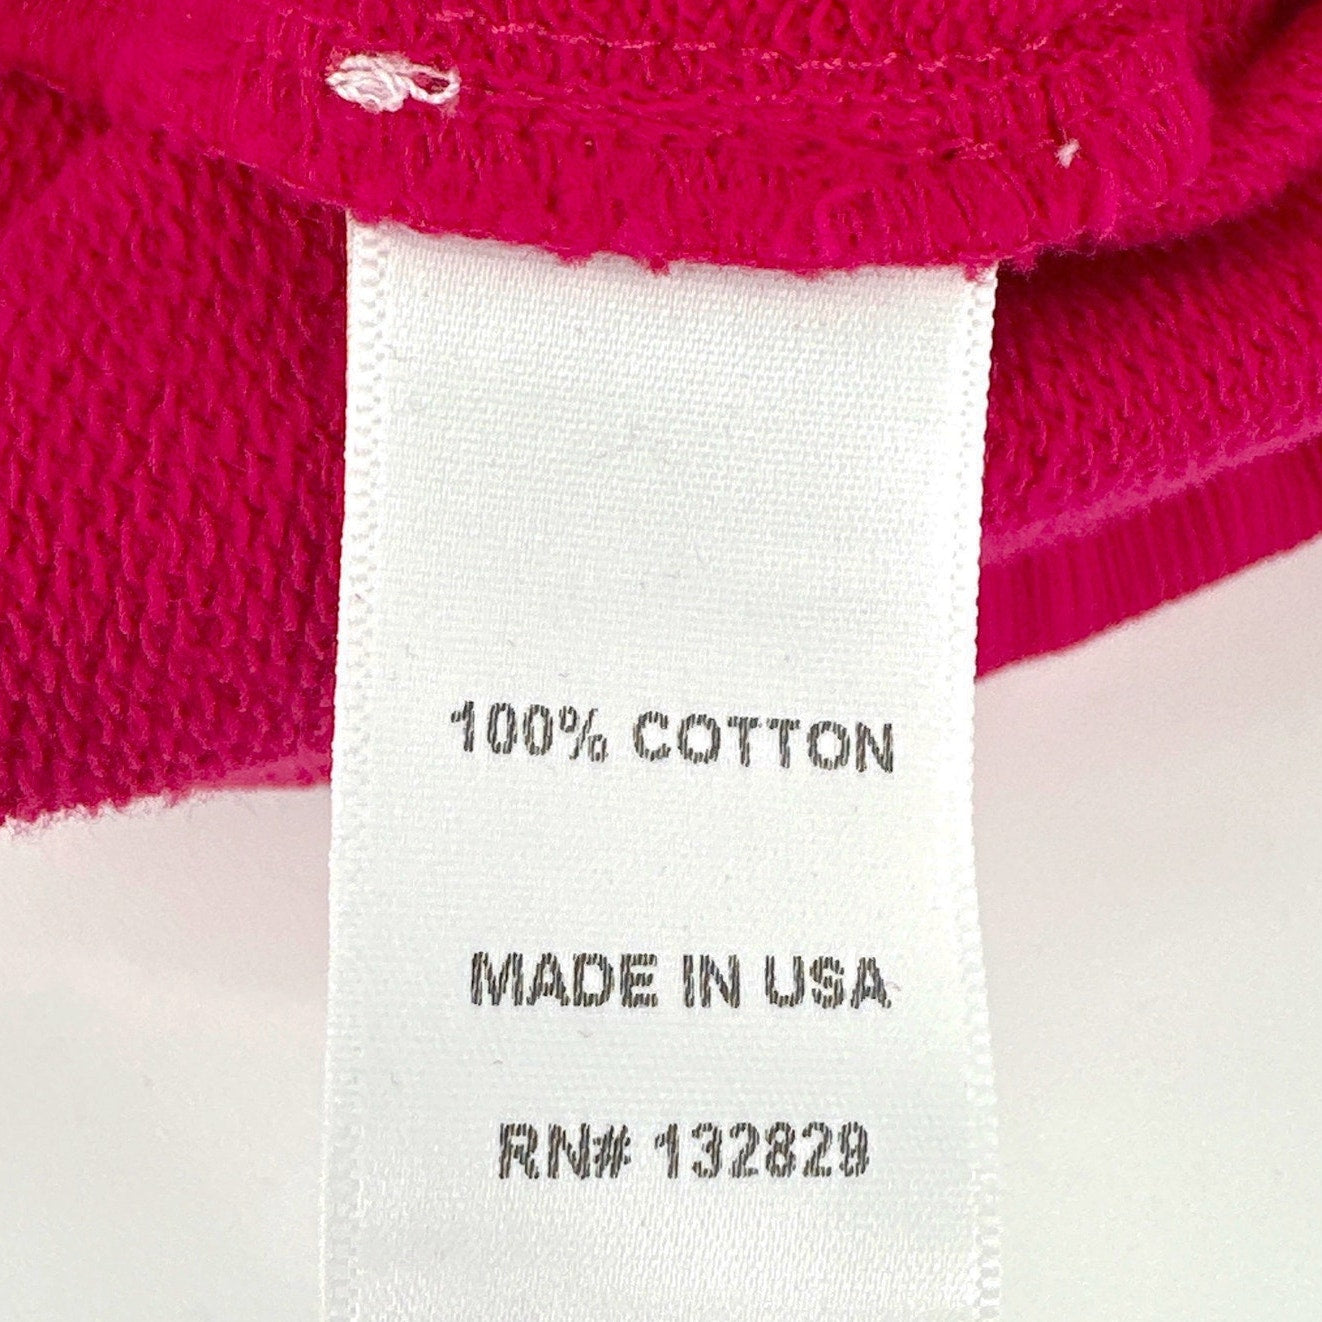 100% COTTON
MADE IN USA
RN# 132829